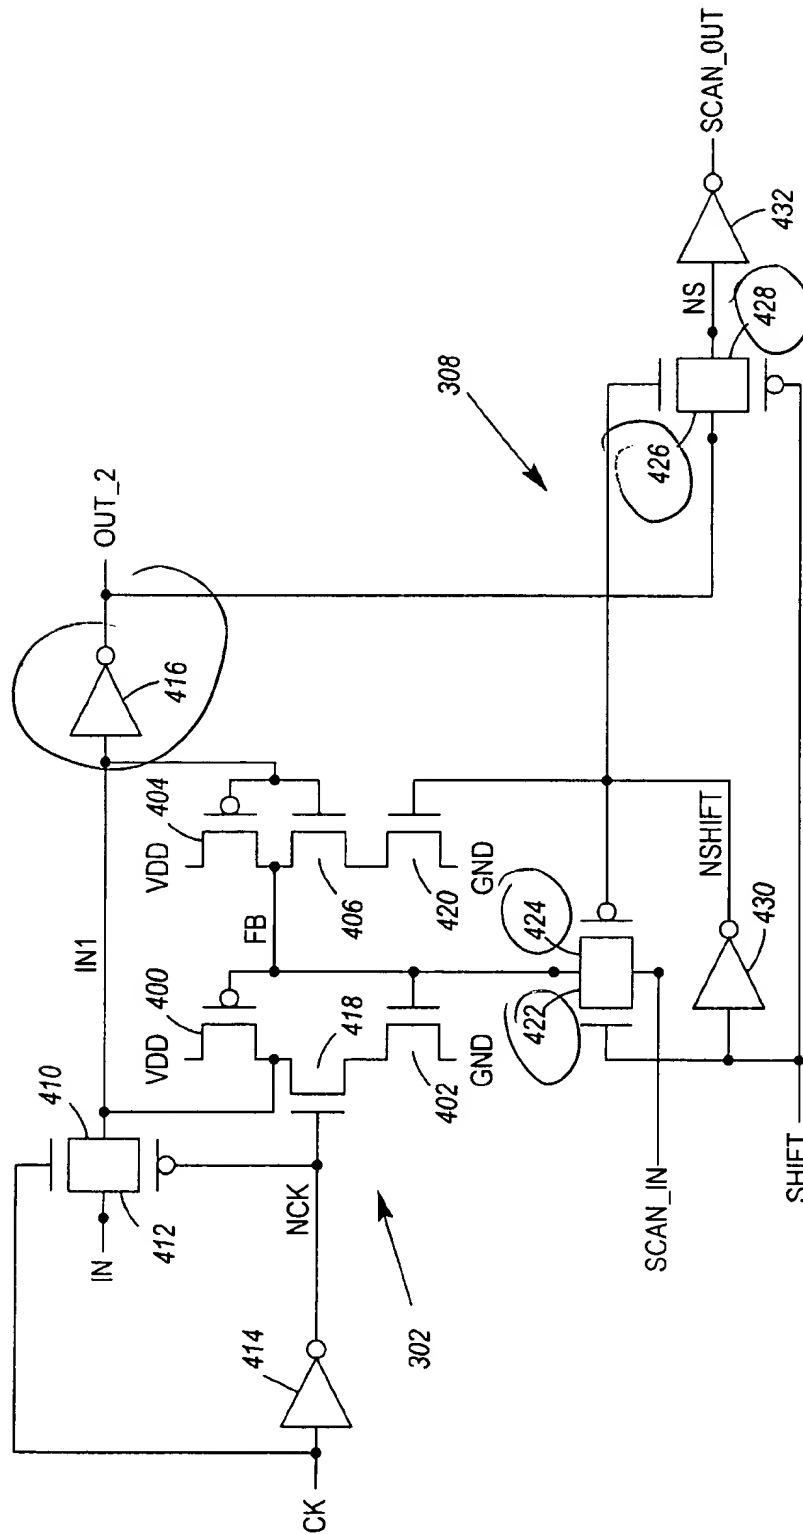 CK
414
302
NCK
IN
412
410
IN1
VDD
400
418
402
GND
FB
VDD
404
406
420
GND
416
OUT_2
422
424
SCAN_IN
SHIFT
430
NSHIFT
308
426
428
NS
432
SCAN_OUT